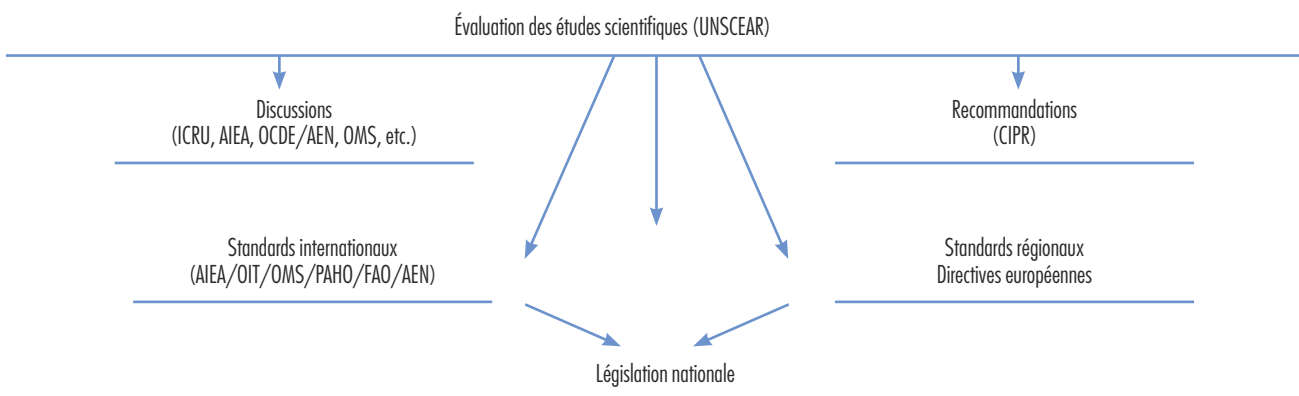 Évaluation des études scientifiques (UNSCEAR)
Discussions
(ICRU, AIEA, OCDE/AEN, OMS, etc.)
Recommandations
(CIPR)
Standards internationaux
(AIEA/OIT/OMS/PAHO/FAO/AEN)
Standards régionaux
Directives européennes
Législation nationale